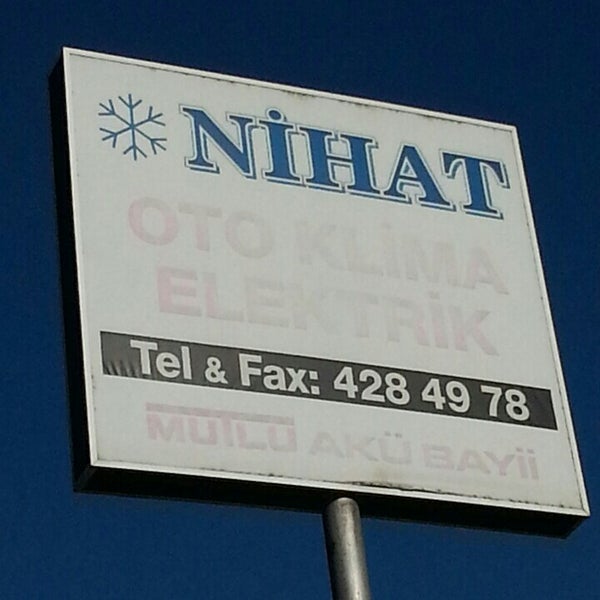 NİHAT
OTO KLİMA
ELEKTRİK
Tel & Fax: 428 49 78
MUTLU AKÜ BAYİİ